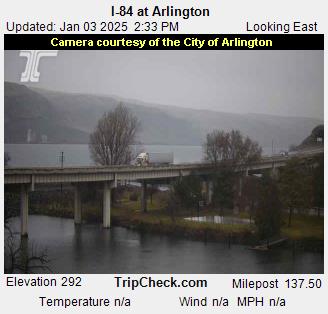 I-84 at Arlington
Updated: Jan 03 2025 2:33 PM Looking East
Camera courtesy of the City of Arlington
Elevation 292 TripCheck.com Milepost 137.50
Temperature n/a Wind n/a MPH n/a